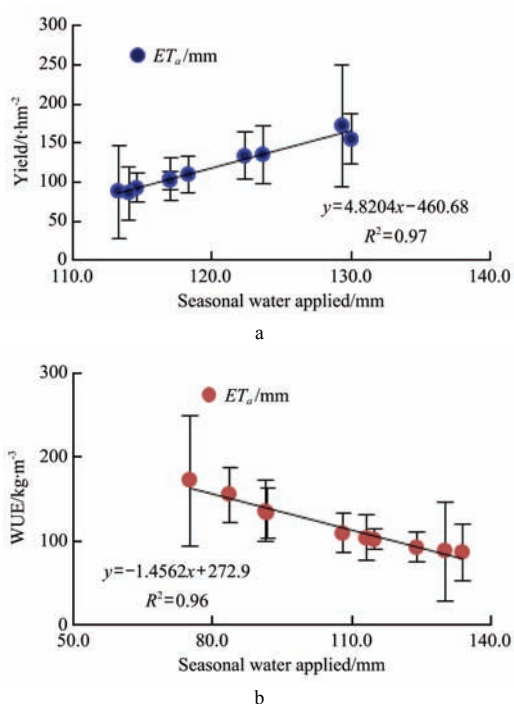 300
ETa/mm
250
200
150
100
50
0
Yield/t·hm-2
y=4.8204x−460.68
R2=0.97
110.0 120.0 130.0 140.0
Seasonal water applied/mm
a
300
ETa/mm
200
100
0
WUE/kg·m-3
y=−1.4562x+272.9
R2=0.96
50.0 80.0 110.0 140.0
Seasonal water applied/mm
b